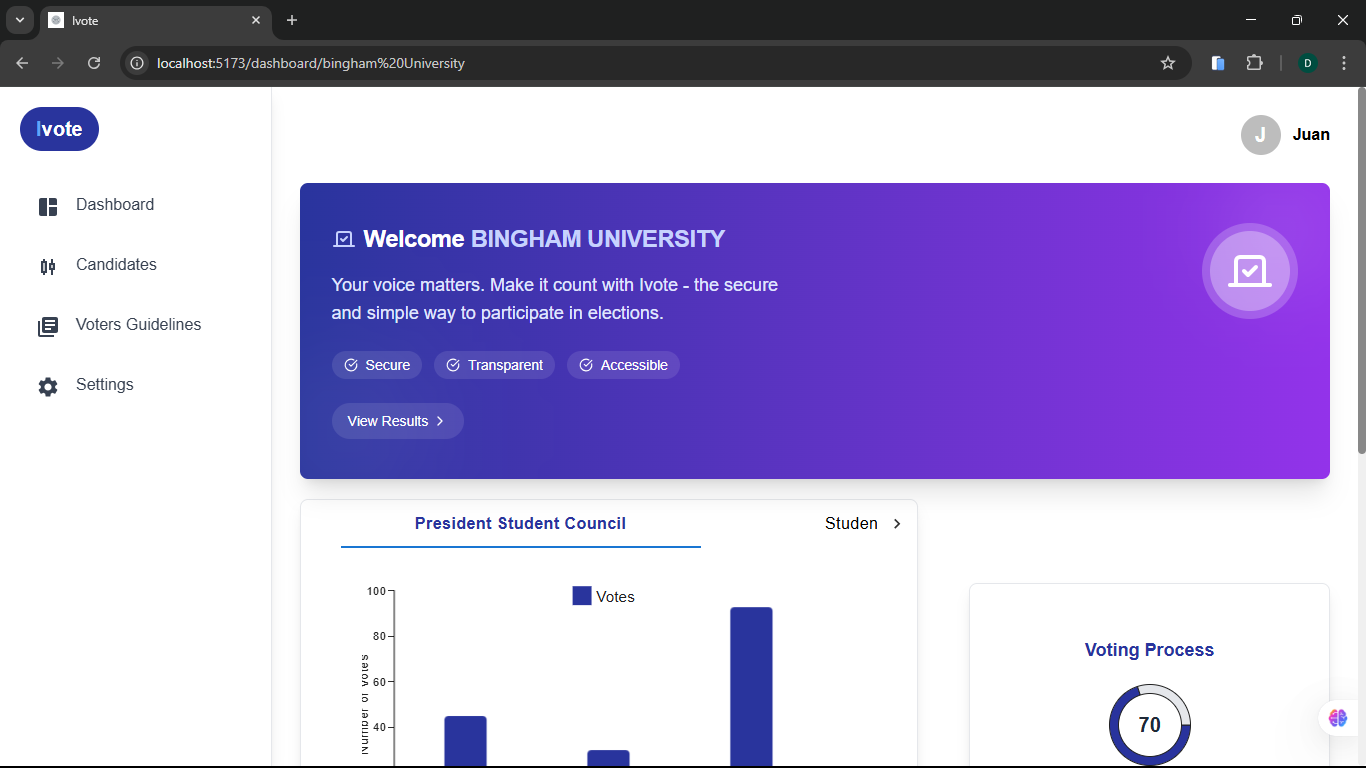 Ivote
localhost:5173/dashboard/bingham%20University
D
Ivote
J
Juan
Dashboard
Candidates
Voters Guidelines
Settings
Welcome BINGHAM UNIVERSITY
Your voice matters. Make it count with Ivote - the secure
and simple way to participate in elections.
Secure
Transparent
Accessible
View Results
President Student Council
Studen
Votes
100
80
60
40
Number of Votes
Voting Process
70